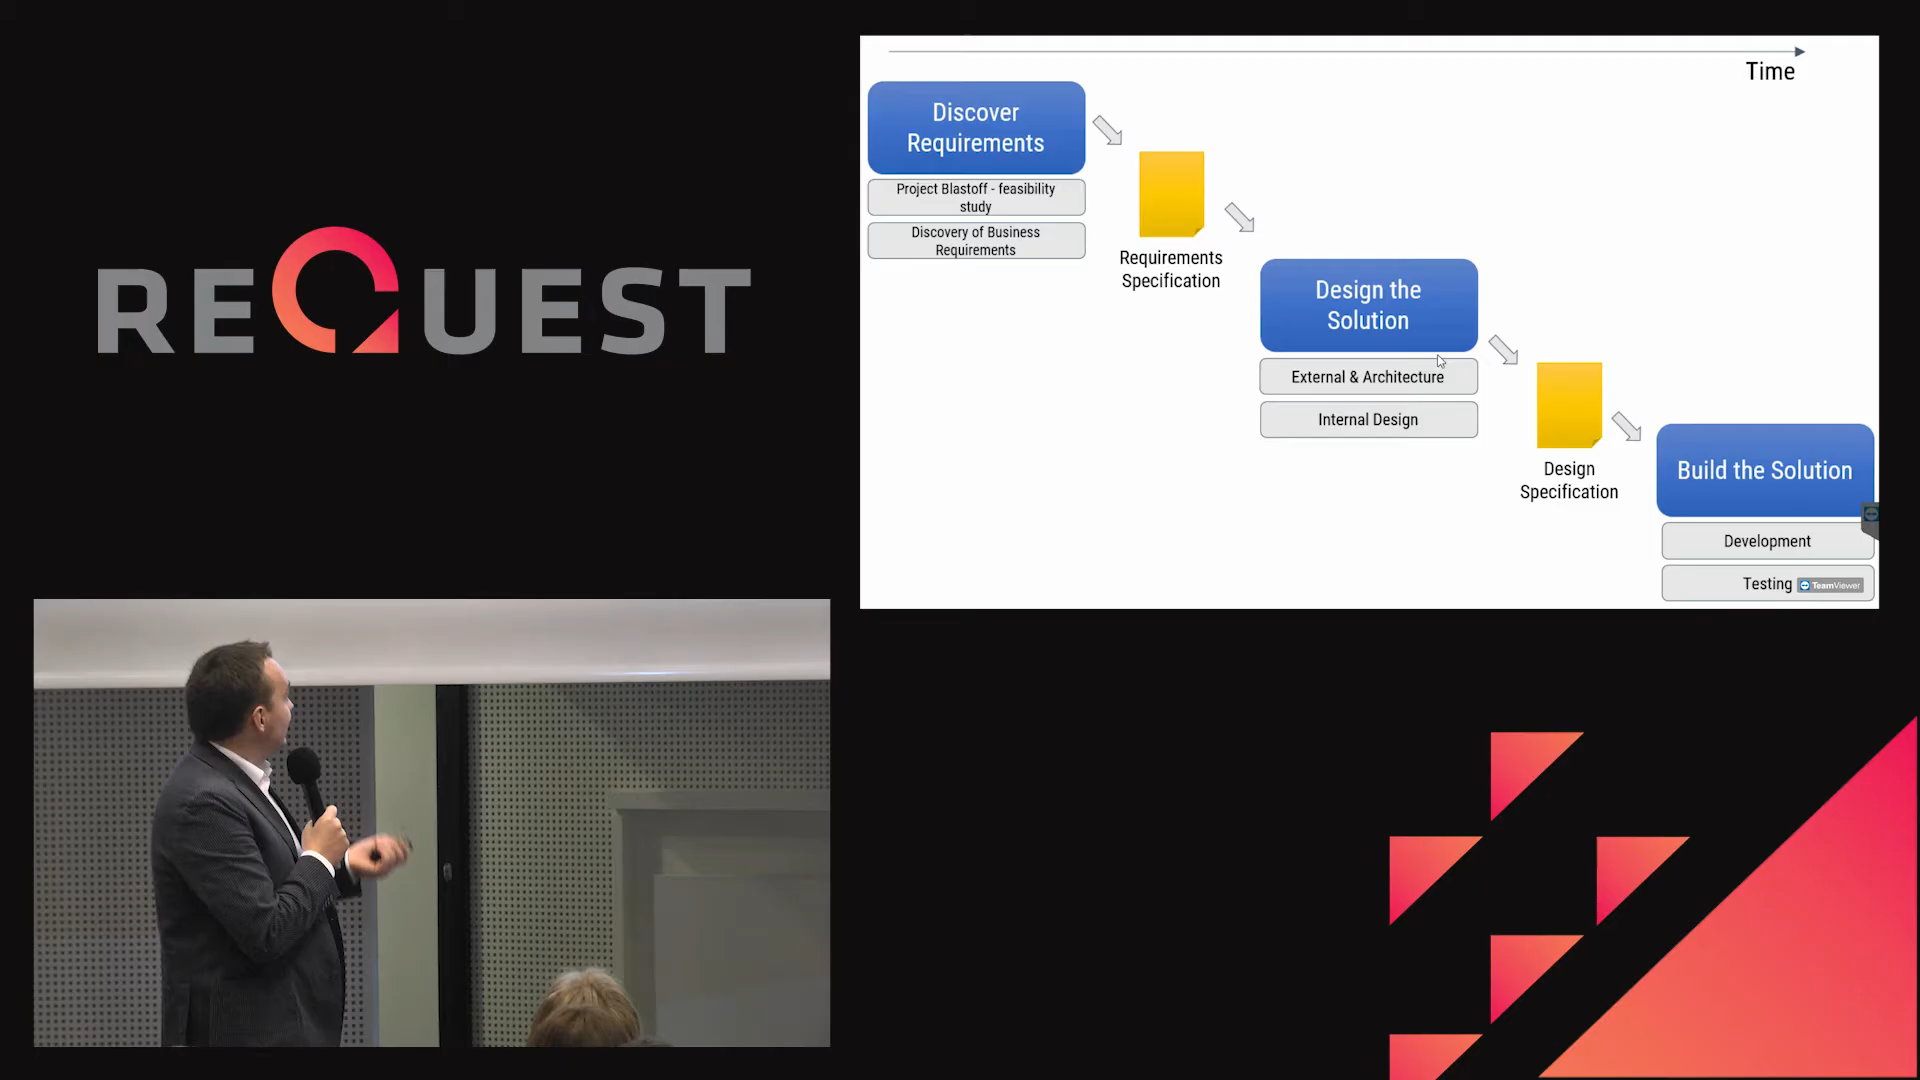 REQUEST
Time
Discover
Requirements
Project Blastoff - feasibility
study
Discovery of Business
Requirements
Requirements
Specification
Design the
Solution
External & Architecture
Internal Design
Design
Specification
Build the Solution
Development
Testing
TeamViewer